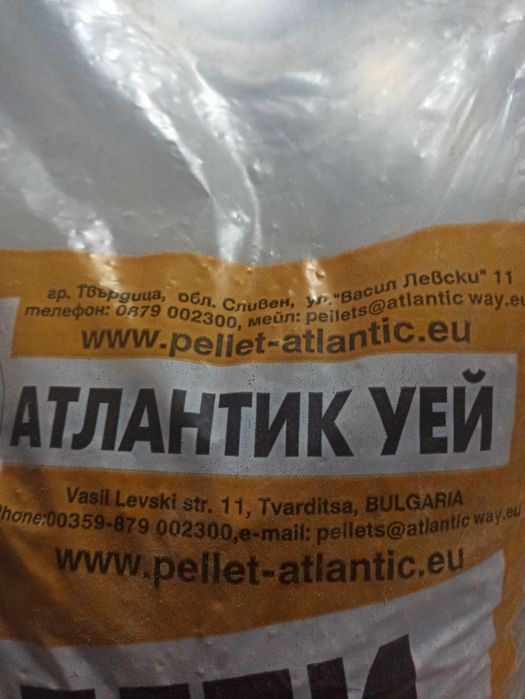 гр. Твърдица, обл. Сливен, ул."Васил Левски" 11
телефон: 0879 002300, мейл: pellets@atlantic way.eu
www.pellet-atlantic.eu
АТЛАНТИК УЕЙ
Vasil Levski str. 11, Tvarditsa, BULGARIA
Phone:00359-879 002300,e-mail: pellets@atlantic way.eu
www.pellet-atlantic.eu